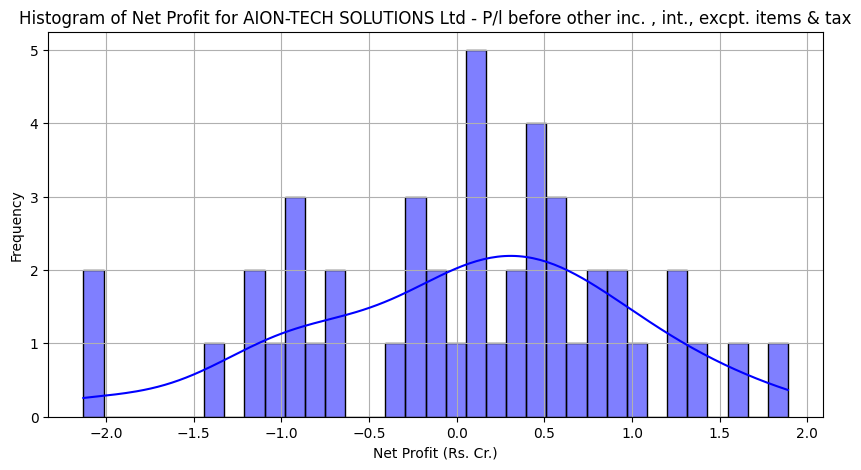 Histogram of Net Profit for AION-TECH SOLUTIONS Ltd - P/l before other inc. , int., excpt. items & tax
5
4
3
2
1
0
Frequency
−2.0 −1.5 −1.0 −0.5 0.0 0.5 1.0 1.5 2.0
Net Profit (Rs. Cr.)